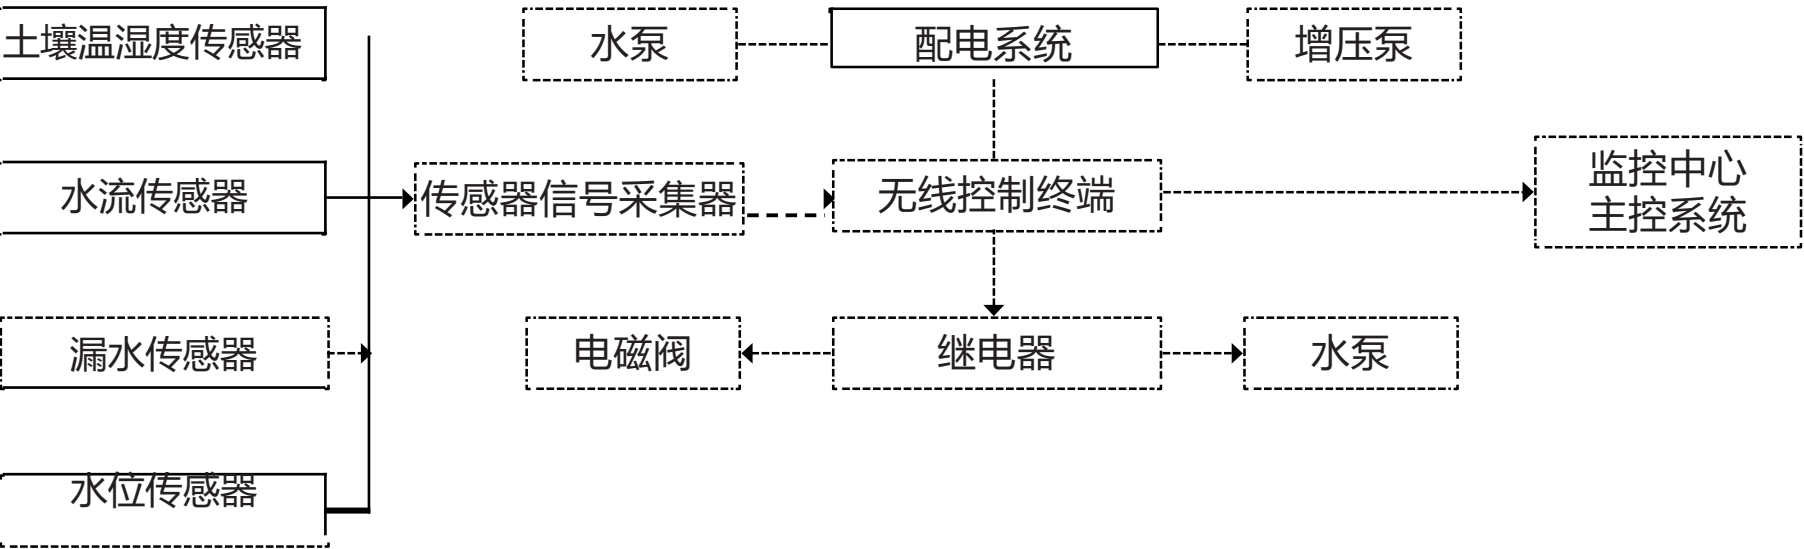 土壤温湿度传感器
水泵
配电系统
增压泵
水流传感器
传感器信号采集器
无线控制终端
监控中心
主控系统
漏水传感器
电磁阀
继电器
水泵
水位传感器